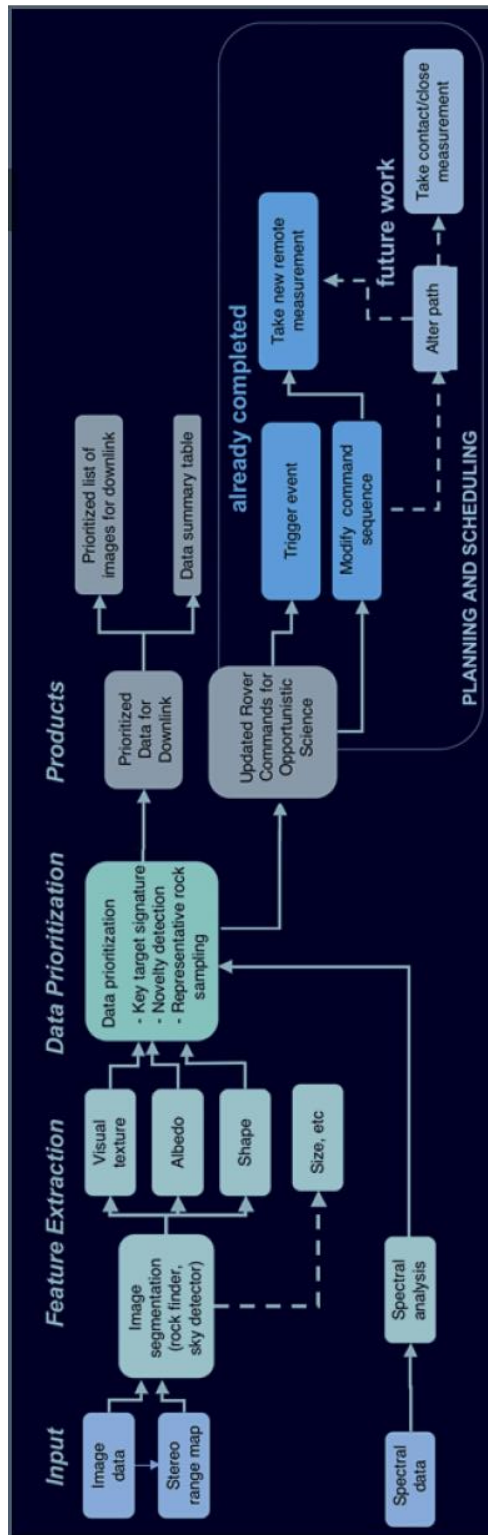 Input
Feature Extraction
Data Prioritization
Products
Image
data
Stereo
range map
Spectral data
Image
segmentation
(rock finder,
sky detector)
Visual
texture
Albedo
Shape
Size, etc
Spectral
analysis
Data prioritization
- Key target signature
- Novelty detection
- Representative rock
sampling
Prioritized
Data for
Downlink
Prioritized list of
images for downlink
Data summary table
Updated Rover
Commands for
Opportunistic
Science
already completed
Trigger event
Modify command
sequence
Take new remote
measurement
future work
Alter path
Take contact/close
measurement
PLANNING AND SCHEDULING